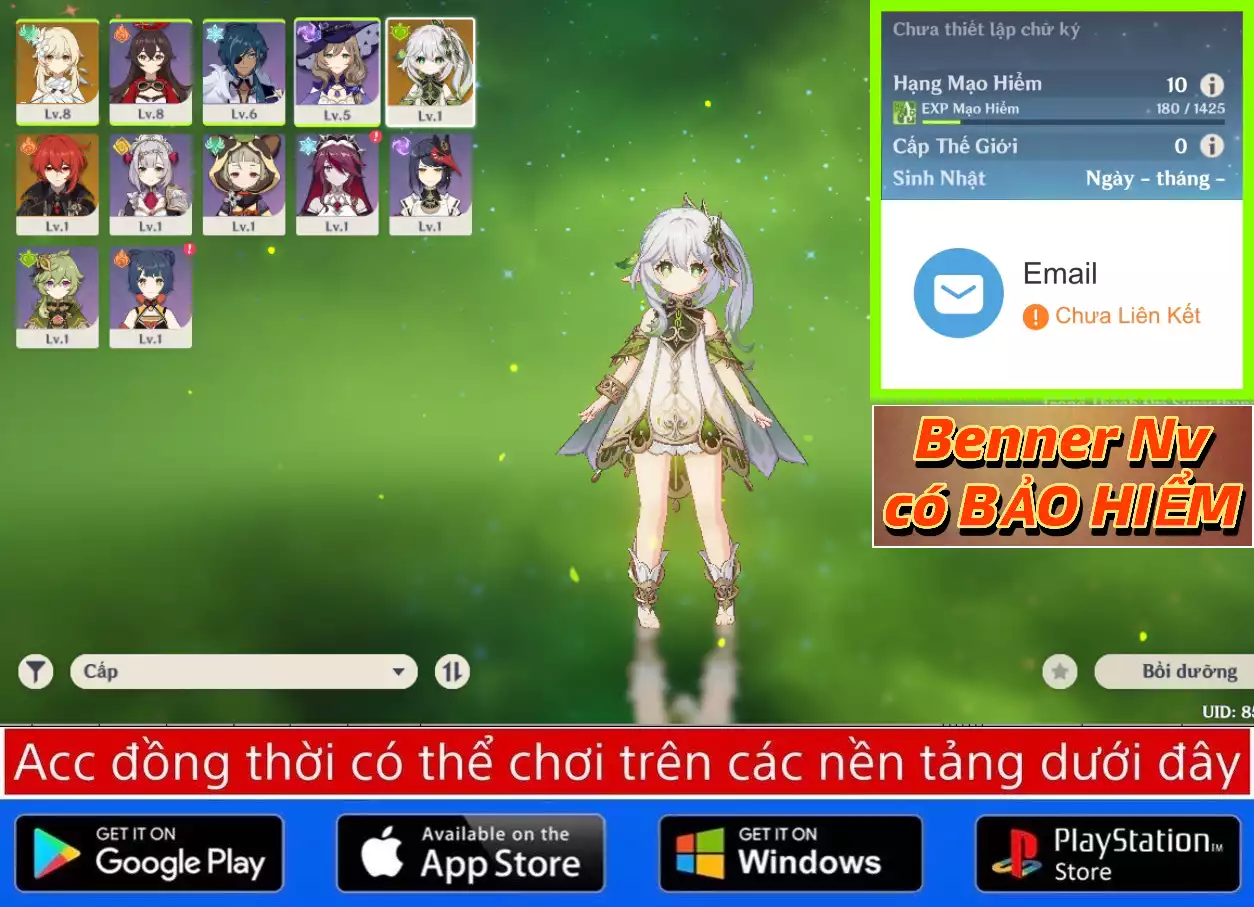 Lv.8
Lv.8
Lv.6
Lv.5
Lv.1
Lv.1
Lv.1
Lv.1
Lv.1
Lv.1
Lv.1
Lv.1
Chưa thiết lập chữ ký
Hạng Mạo Hiểm 10
EXP Mạo Hiểm 180 / 1425
Cấp Thế Giới 0
Sinh Nhật Ngày - tháng -
Email
Chưa Liên Kết
Benner Nv
có BẢO HIỂM
Cấp
Bồi dưỡng
UID: 85
Acc đồng thời có thể chơi trên các nền tảng dưới đây
GET IT ON
Google Play
Available on the
App Store
GET IT ON
Windows
PlayStation™
Store